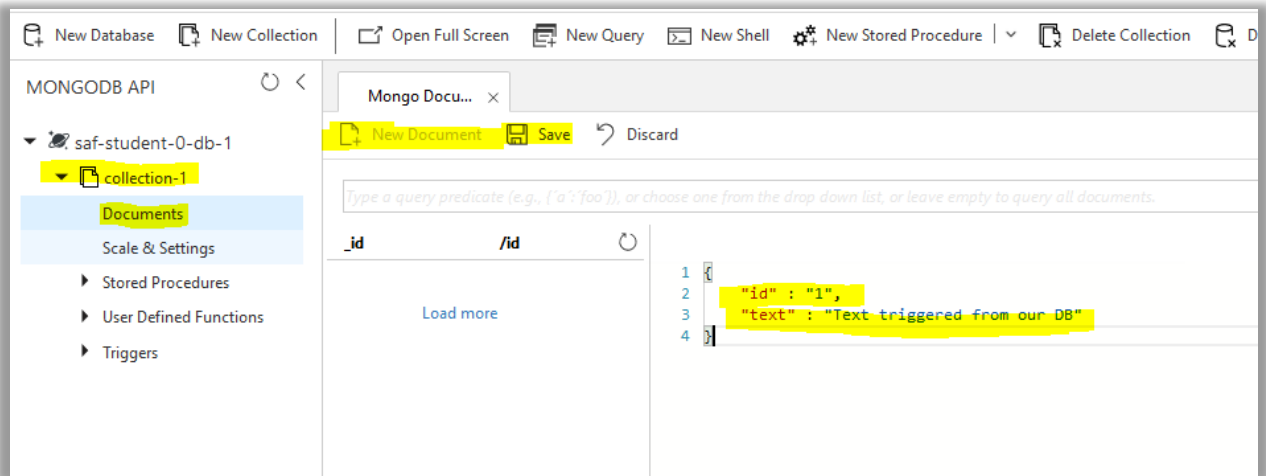 New Database New Collection Open Full Screen New Query New Shell New Stored Procedure Delete Collection D
MONGODB API
Mongo Docu...
New Document Save Discard
saf-student-0-db-1
collection-1
Documents
Scale & Settings
Stored Procedures
User Defined Functions
Triggers
Type a query predicate (e.g., {´a´:´foo´}), or choose one from the drop down list, or leave empty to query all documents.
_id /id
Load more
1 {
2 "id" : "1",
3 "text" : "Text triggered from our DB"
4 }